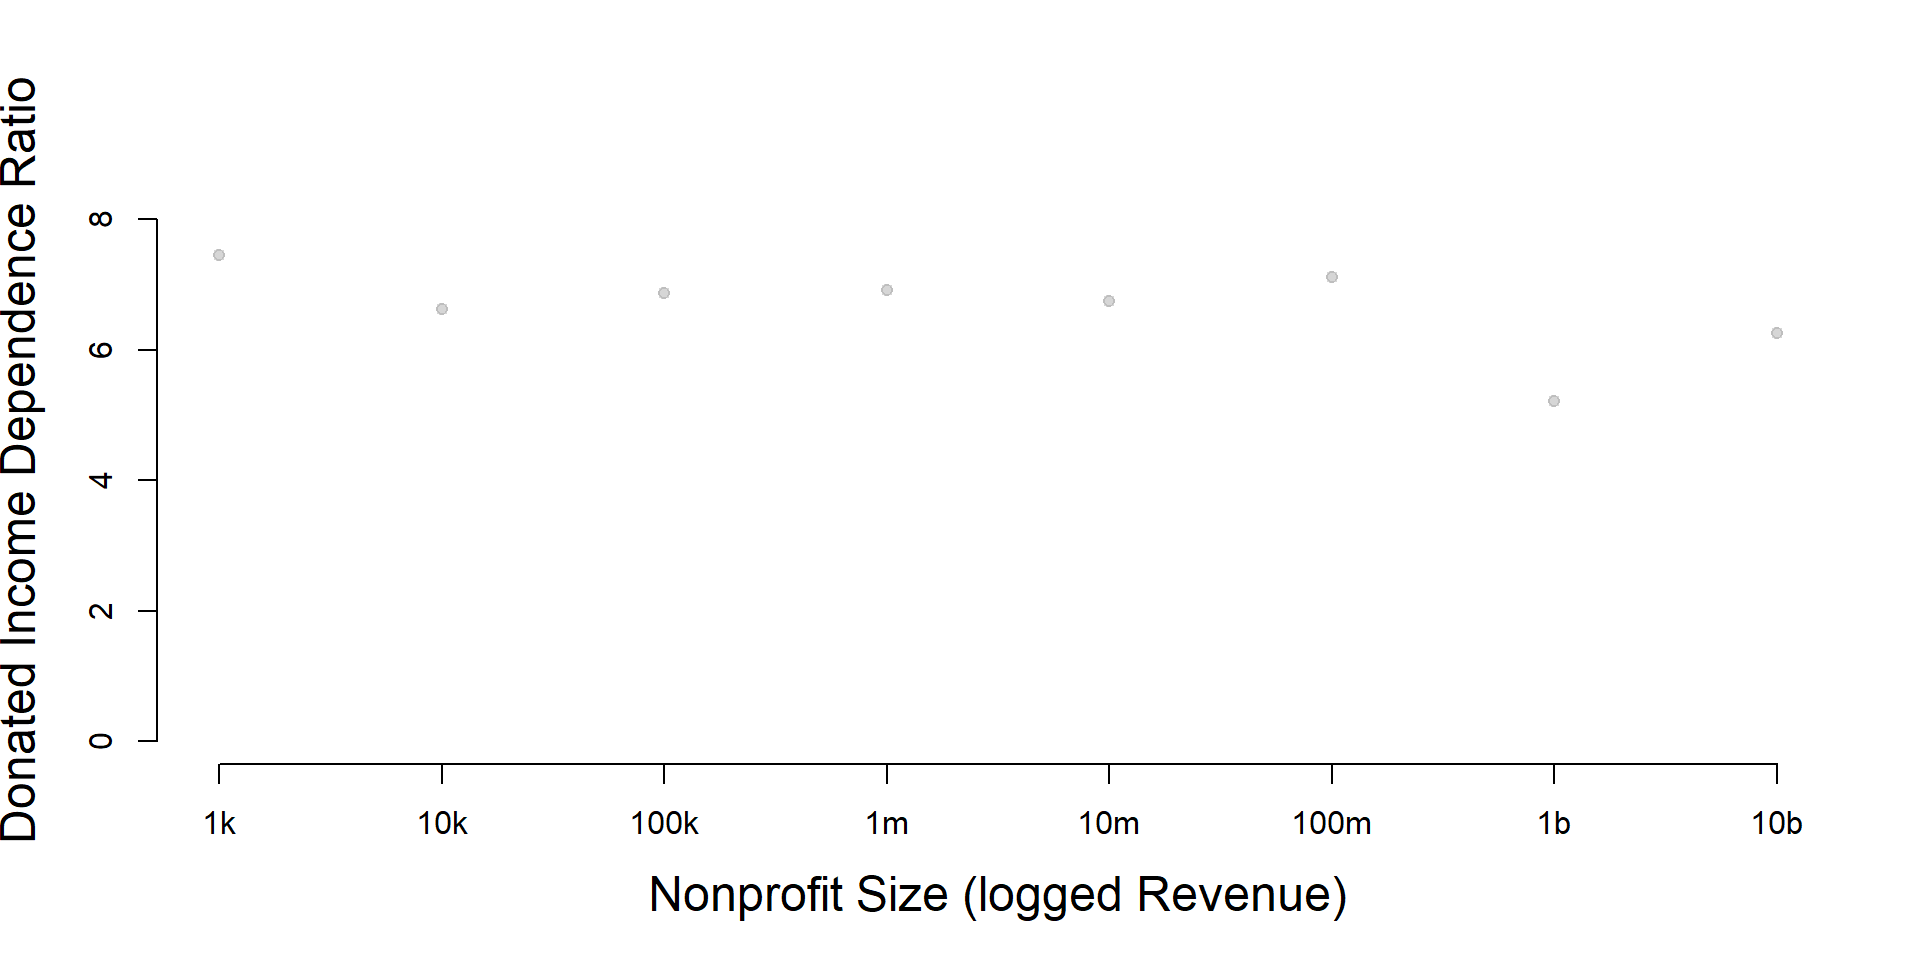 Donated Income Dependence Ratio
8
6
4
2
0
1k 10k 100k 1m 10m 100m 1b 10b
Nonprofit Size (logged Revenue)